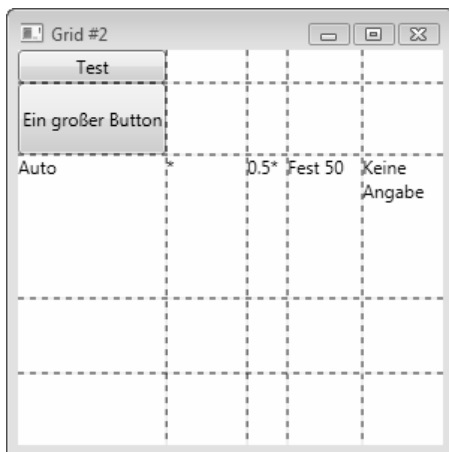 Grid #2
Test
Ein großer Button
Auto * 0.5* Fest 50 Keine
Angabe